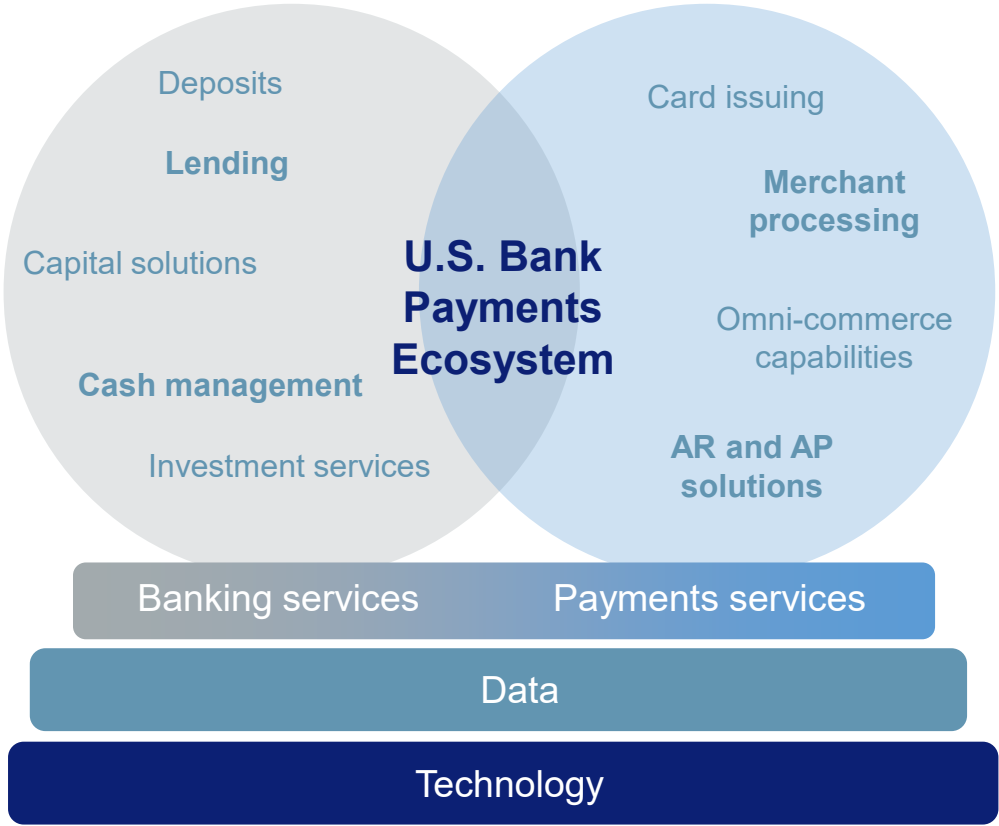 Deposits
Lending
Capital solutions
Cash management
Investment services
U.S. Bank
Payments
Ecosystem
Card issuing
Merchant
processing
Omni-commerce
capabilities
AR and AP
solutions
Banking services
Payments services
Data
Technology